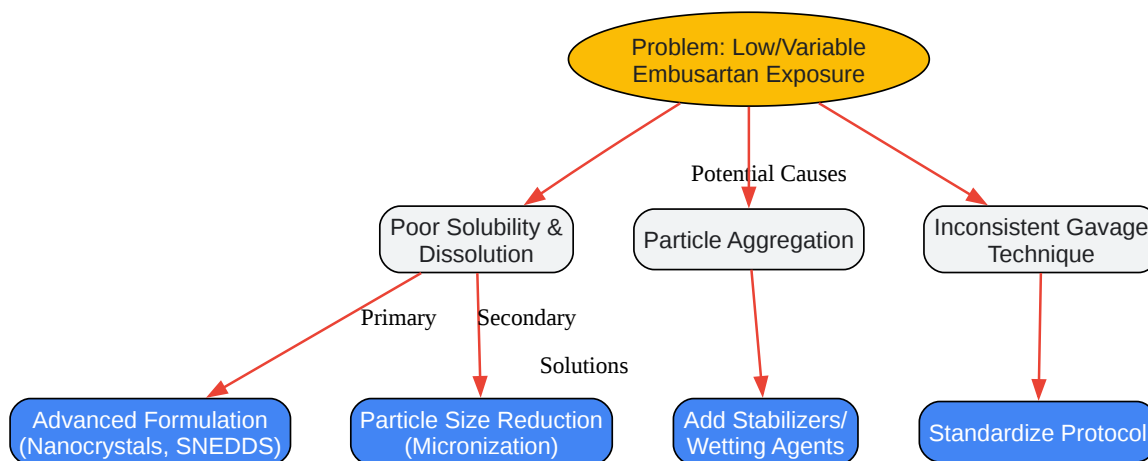 Problem: Low/Variable
Embusartan Exposure
Potential Causes
Poor Solubility &
Dissolution
Particle Aggregation
Inconsistent Gavage
Technique
Primary
Secondary
Solutions
Advanced Formulation
(Nanocrystals, SNEDDS)
Particle Size Reduction
(Micronization)
Add Stabilizers/
Wetting Agents
Standardize Protocol